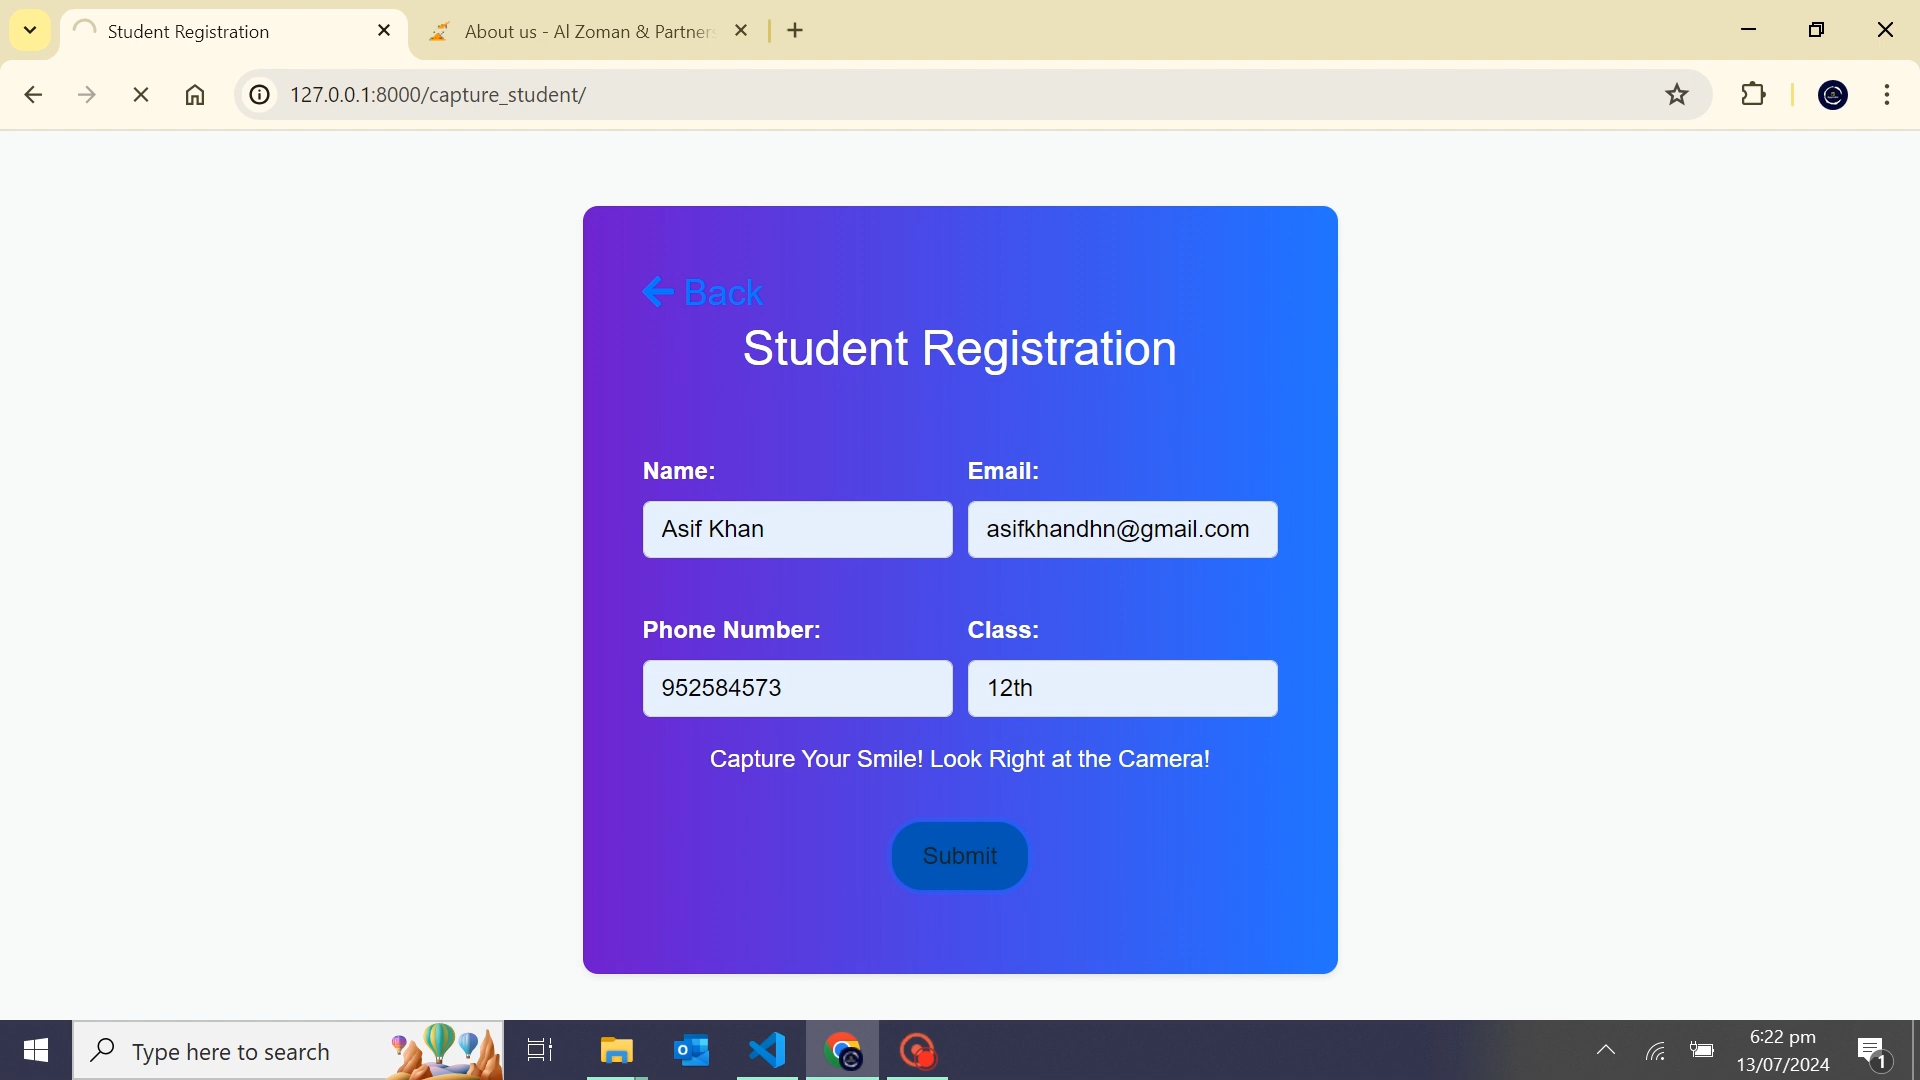 Student Registration
About us - Al Zoman & Partner
127.0.0.1:8000/capture_student/
Back
Student Registration
Name:
Email:
Asif Khan
asifkhandhn@gmail.com
Phone Number:
Class:
952584573
12th
Capture Your Smile! Look Right at the Camera!
Submit
Type here to search
6:22 pm
13/07/2024
1